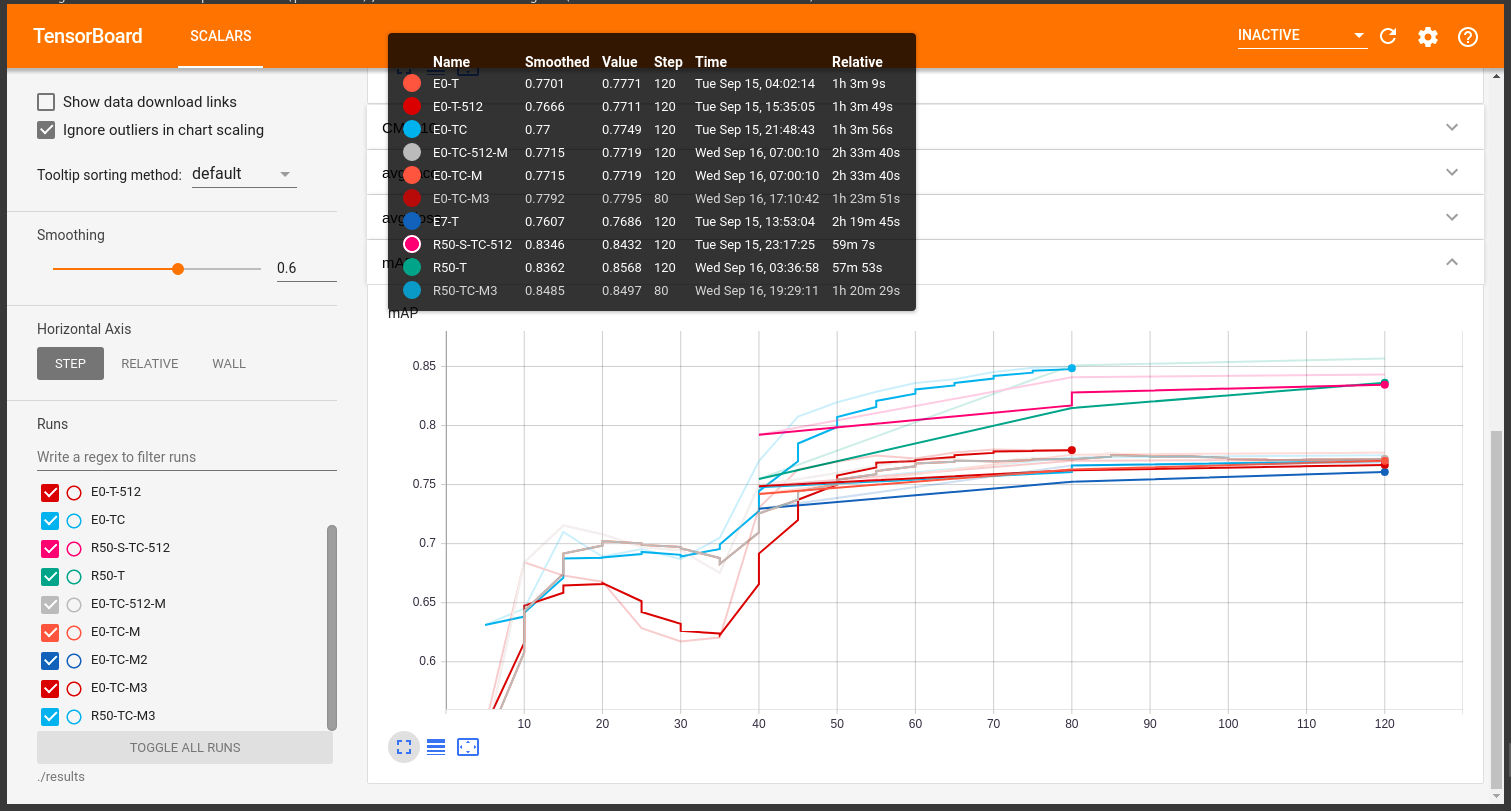 TensorBoard
SCALARS
INACTIVE
Show data download links
Ignore outliers in chart scaling
Tooltip sorting method: default
Smoothing
0.6
Horizontal Axis
STEP RELATIVE WALL
Runs
Write a regex to filter runs
E0-T-512
E0-TC
R50-S-TC-512
R50-T
E0-TC-512-M
E0-TC-M
E0-TC-M2
E0-TC-M3
R50-TC-M3
TOGGLE ALL RUNS
./results
Name Smoothed Value Step Time Relative
E0-T 0.7701 0.7771 120 Tue Sep 15, 04:02:14 1h 3m 9s
E0-T-512 0.7666 0.7711 120 Tue Sep 15, 15:35:05 1h 3m 49s
E0-TC 0.77 0.7749 120 Tue Sep 15, 21:48:43 1h 3m 56s
E0-TC-512-M 0.7715 0.7719 120 Wed Sep 16, 07:00:10 2h 33m 40s
E0-TC-M 0.7715 0.7719 120 Wed Sep 16, 07:00:10 2h 33m 40s
E0-TC-M3 0.7792 0.7795 80 Wed Sep 16, 17:10:42 1h 23m 51s
E7-T 0.7607 0.7686 120 Tue Sep 15, 13:53:04 2h 19m 45s
R50-S-TC-512 0.8346 0.8432 120 Tue Sep 15, 23:17:25 59m 7s
R50-T 0.8362 0.8568 120 Wed Sep 16, 03:36:58 57m 53s
R50-TC-M3 0.8485 0.8497 80 Wed Sep 16, 19:29:11 1h 20m 29s
mAP
0.85
0.8
0.75
0.7
0.65
0.6
10 20 30 40 50 60 70 80 90 100 110 120